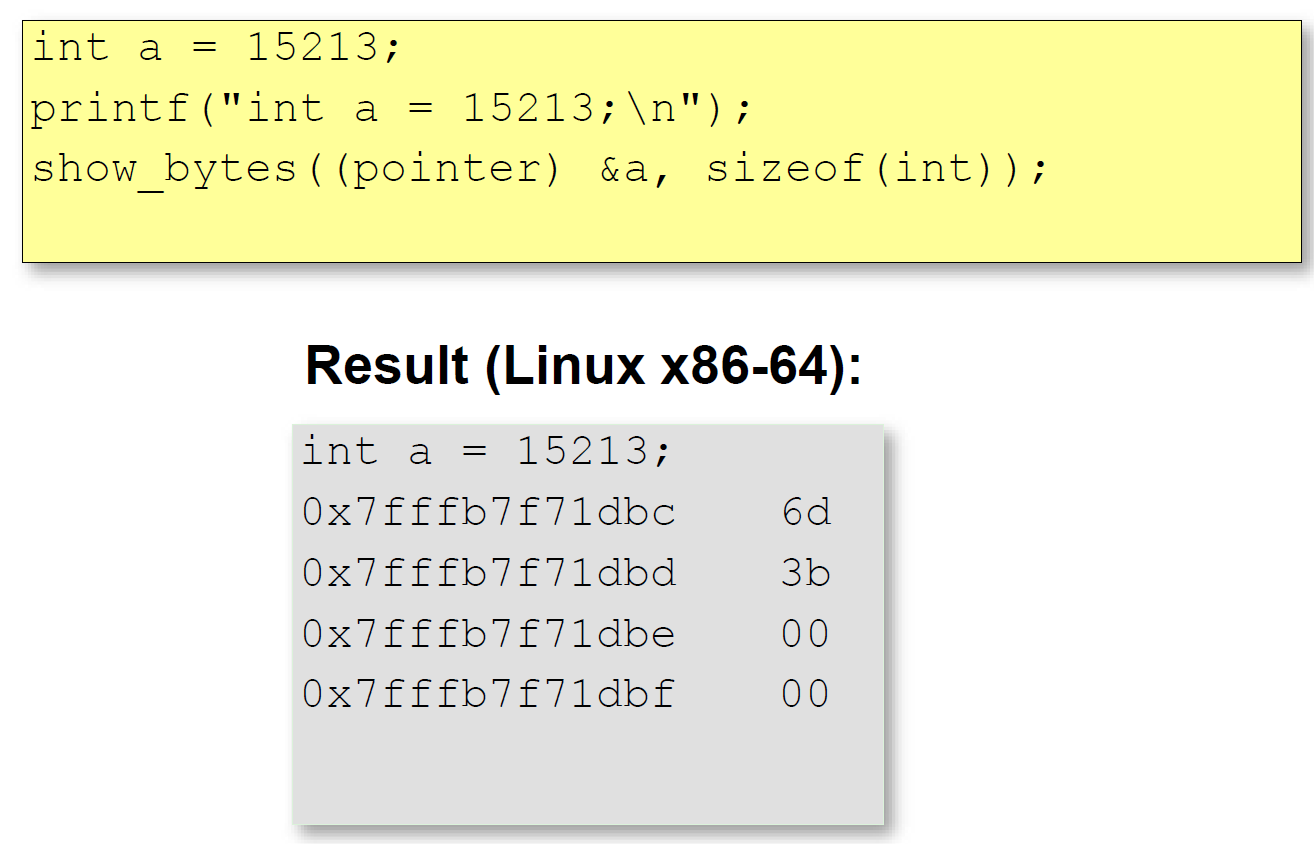 int a = 15213;
printf("int a = 15213;\n");
show_bytes((pointer) &a, sizeof(int));
Result (Linux x86-64):
int a = 15213;
0x7fffb7f71dbc 6d
0x7fffb7f71dbd 3b
0x7fffb7f71dbe 00
0x7fffb7f71dbf 00